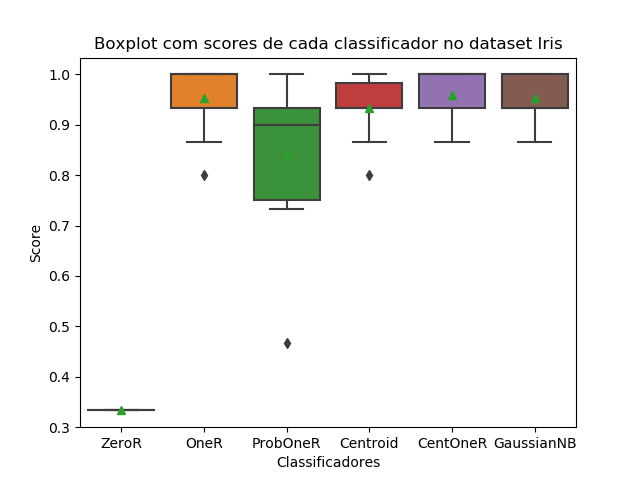 Boxplot com scores de cada classificador no dataset Iris
1.0
0.9
0.8
0.7
0.6
0.5
0.4
0.3
Score
ZeroR OneR ProbOneR Centroid CentOneR GaussianNB
Classificadores